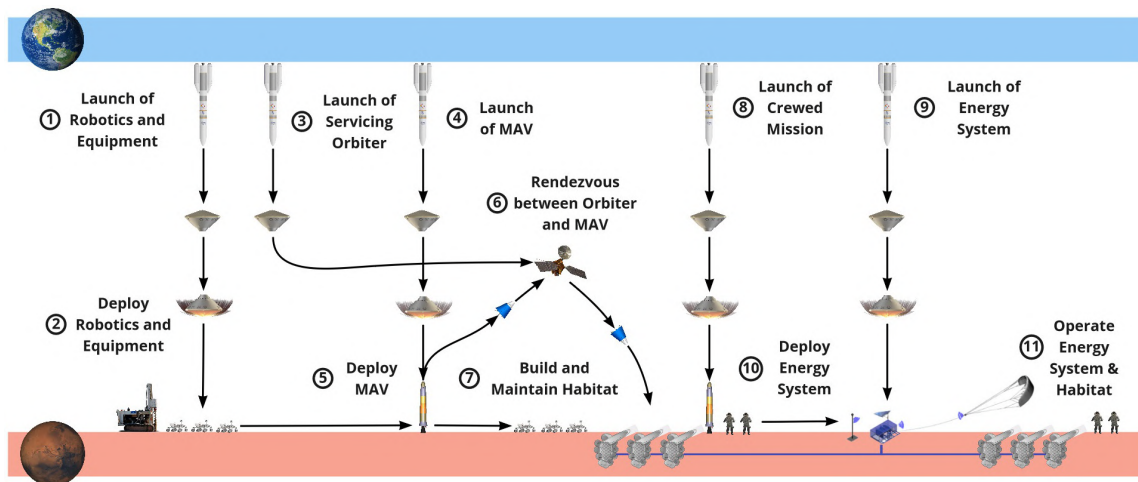 1
Launch of
Robotics and
Equipment
2
Deploy
Robotics and
Equipment
3
Launch of
Servicing
Orbiter
4
Launch
of MAV
5
Deploy
MAV
6
Rendezvous
between Orbiter
and MAV
7
Build and
Maintain Habitat
8
Launch of
Crewed
Mission
9
Launch of
Energy
System
10
Deploy
Energy
System
11
Operate
Energy
System &
Habitat